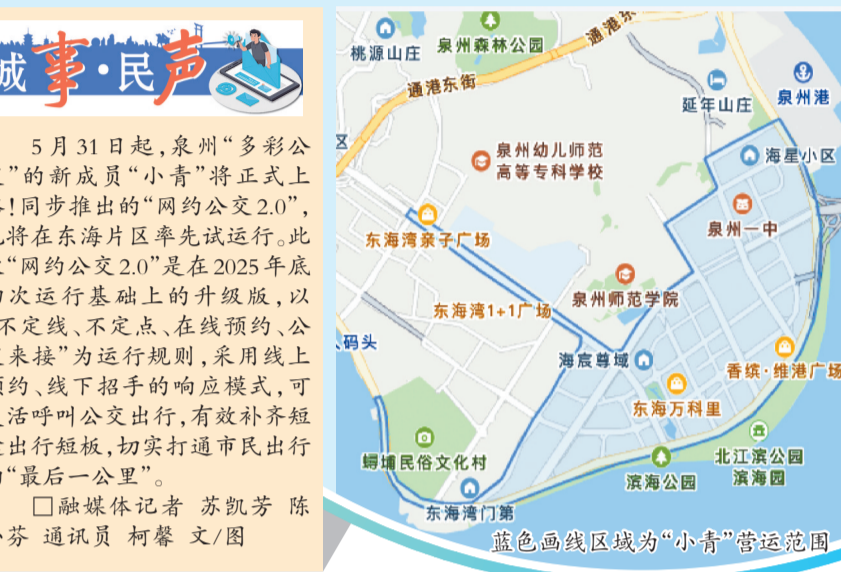 城事·民声
5月31日起,泉州“多彩公
”的新成员“小青”将正式上
!同步推出的“网约公交2.0”,
将在东海片区率先试运行。此
“网约公交2.0”是在2025年底
次运行基础上的升级版,以
不定线、不定点、在线预约、公
来接”为运行规则,采用线上
预约、线下招手的响应模式,可
活呼叫公交出行,有效补齐短
出行短板,切实打通市民出行
“最后一公里”。
□融媒体记者 苏凯芳 陈
芬 通讯员 柯馨 文/图
桃源山庄
泉州森林公园
通港东
通港东街
延年山庄
泉州港
区
泉州幼儿师范
高等专科学校
海星小区
泉州一中
东海湾亲子广场
泉州师范学院
东海湾1+1广场
码头
海宸尊域
香缤·维港广场
东海万科里
蟳埔民俗文化村
北江滨公园
滨海园
滨海公园
东海湾门第
蓝色画线区域为“小青”营运范围